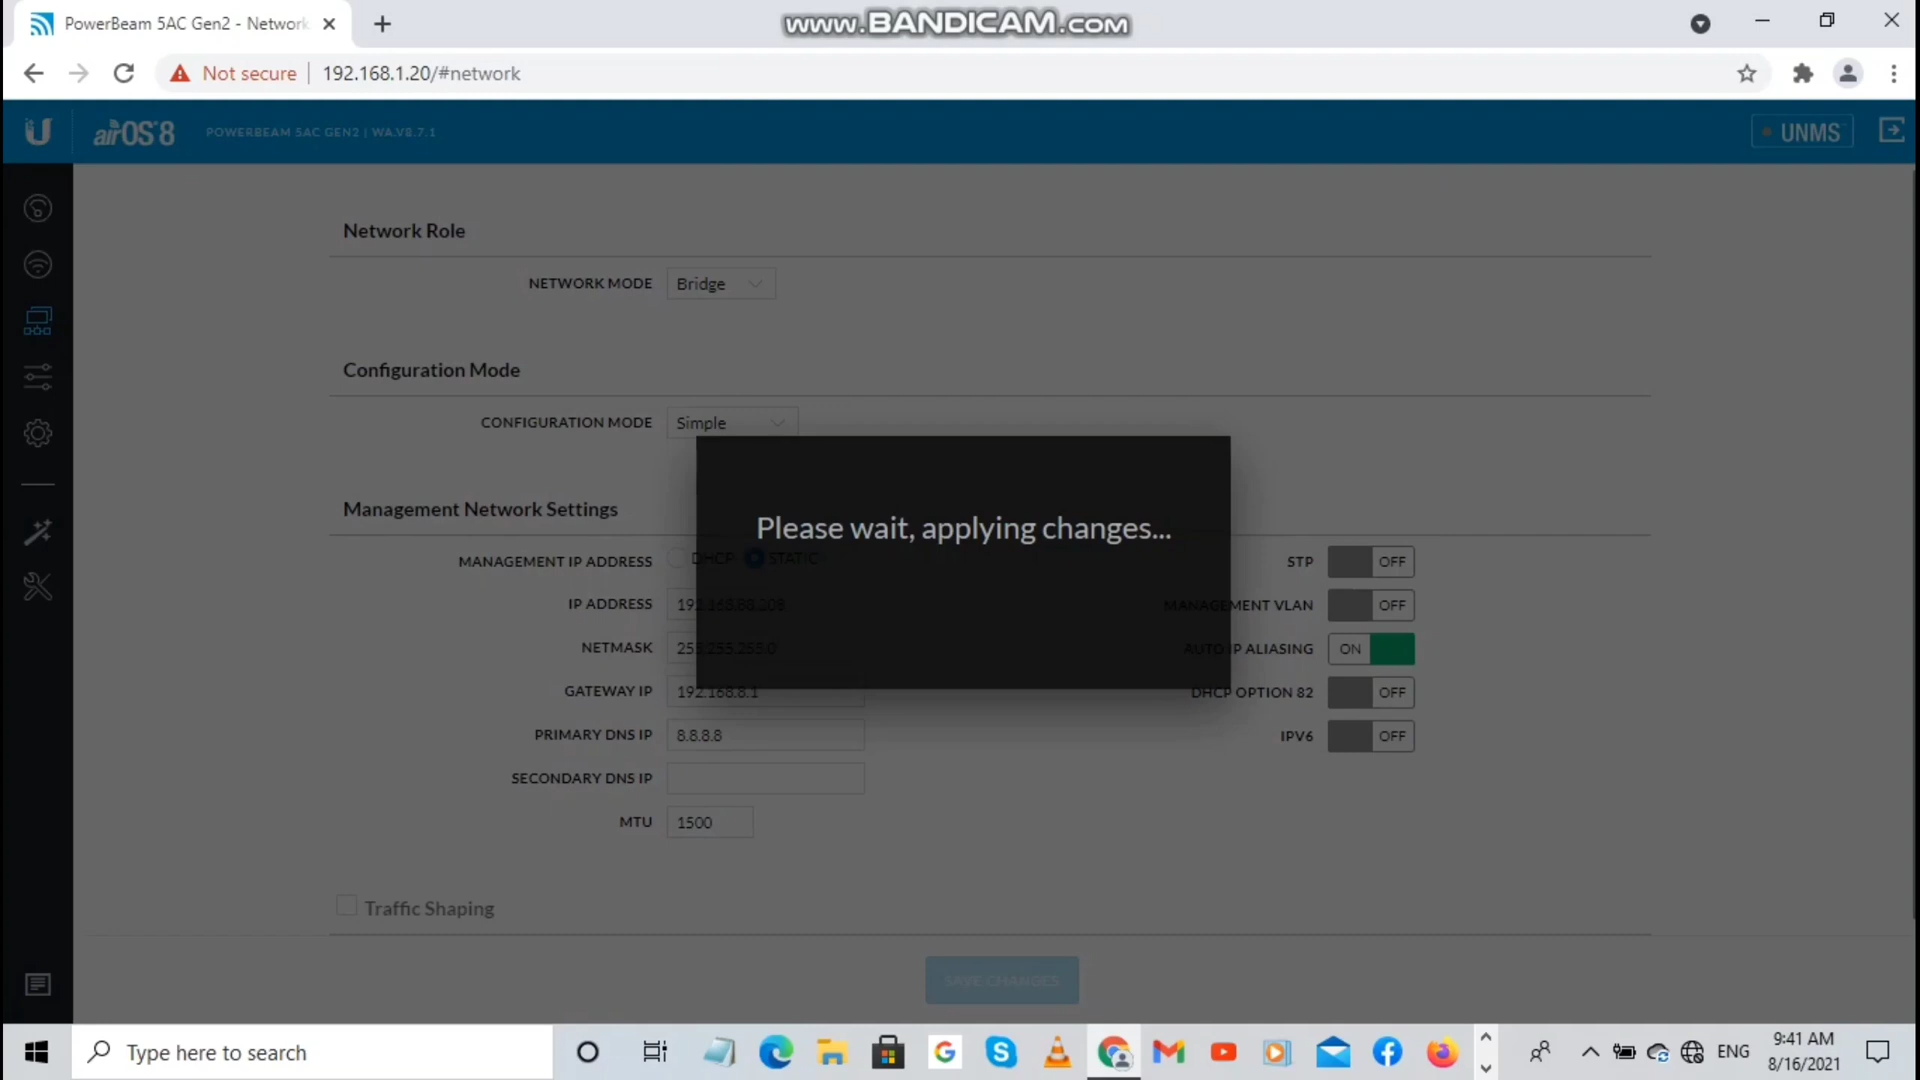 PowerBeam 5AC Gen2 - Network
www.BANDICAM.com
Not secure
192.168.1.20/#network
airOS 8
POWERBEAM 5AC GEN2 | WA.V8.7.1
UNMS
Network Role
NETWORK MODE Bridge
Configuration Mode
CONFIGURATION MODE Simple
Management Network Settings
Please wait, applying changes...
MANAGEMENT IP ADDRESS DHCP STATIC
STP OFF
IP ADDRESS 192.168.88.208
MANAGEMENT VLAN OFF
NETMASK 255.255.255.0
AUTO IP ALIASING ON
GATEWAY IP 192.168.8.1
DHCP OPTION 82 OFF
PRIMARY DNS IP 8.8.8.8
IPV6 OFF
SECONDARY DNS IP
MTU 1500
Traffic Shaping
SAVE CHANGES
Type here to search
ENG
9:41 AM
8/16/2021